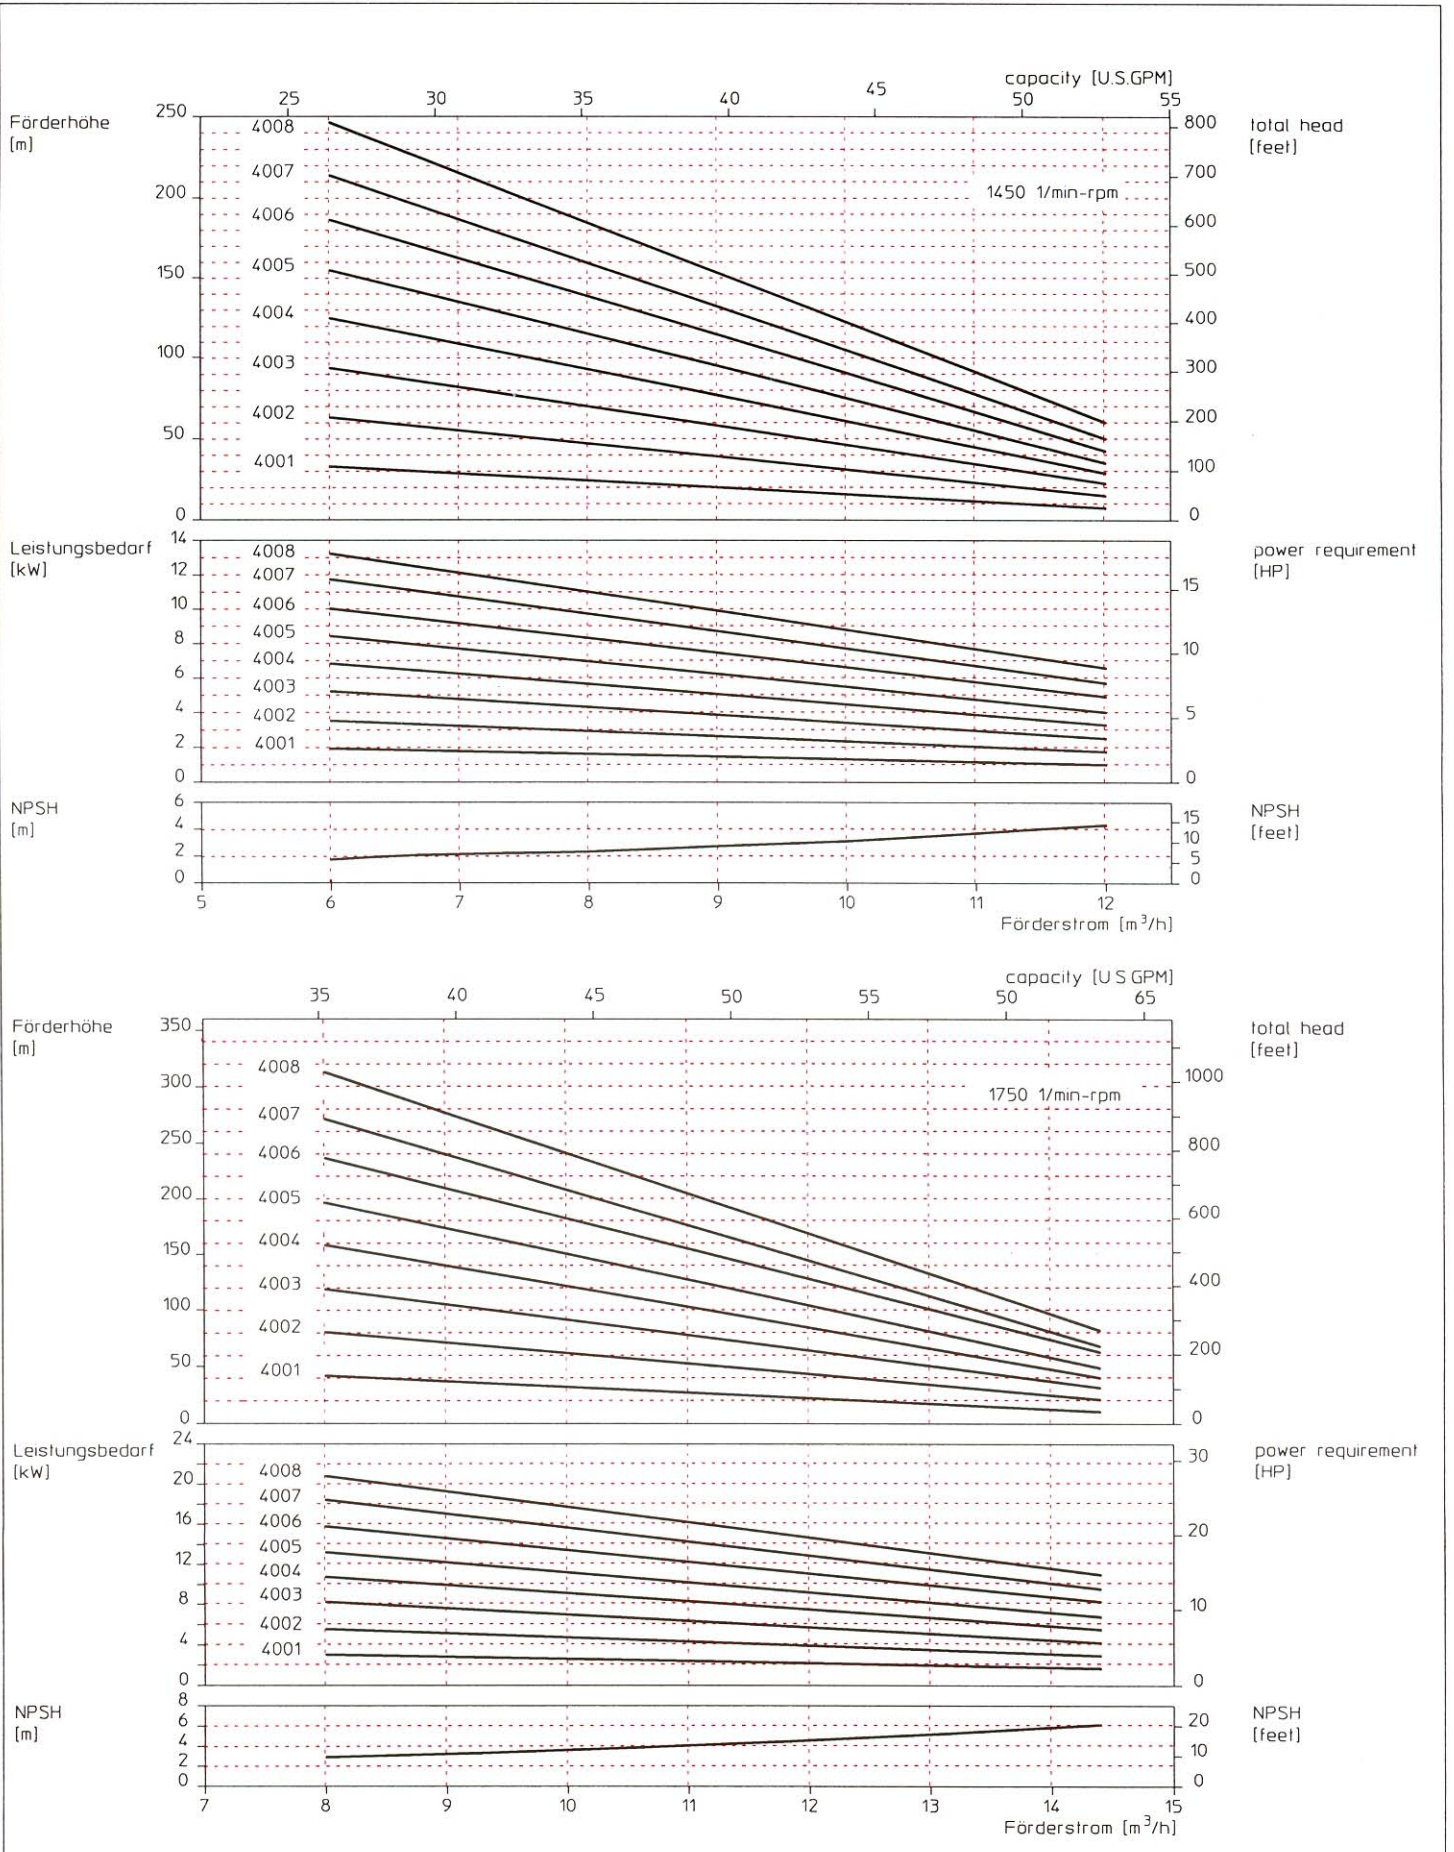 capacity [U.S.GPM]
25 30 35 40 45 50 55
Förderhöhe
[m]
250
200
150
100
50
0
4008
4007
4006
4005
4004
4003
4002
4001
1450 1/min-rpm
total head
[feet]
800
700
600
500
400
300
200
100
0
Leistungsbedarf
[kW]
14
12
10
8
6
4
2
0
4008
4007
4006
4005
4004
4003
4002
4001
power requirement
[HP]
15
10
5
0
NPSH
[m]
6
4
2
0
NPSH
[feet]
15
10
5
0
5 6 7 8 9 10 11 12
Förderstrom [m³/h]
capacity [U S GPM]
35 40 45 50 55 50 65
Förderhöhe
[m]
350
300
250
200
150
100
50
0
4008
4007
4006
4005
4004
4003
4002
4001
1750 1/min-rpm
total head
[feet]
1000
800
600
400
200
0
Leistungsbedarf
[kW]
24
20
16
12
8
4
0
4008
4007
4006
4005
4004
4003
4002
4001
power requirement
[HP]
30
20
10
0
NPSH
[m]
8
6
4
2
0
NPSH
[feet]
20
10
0
7 8 9 10 11 12 13 14 15
Förderstrom [m³/h]